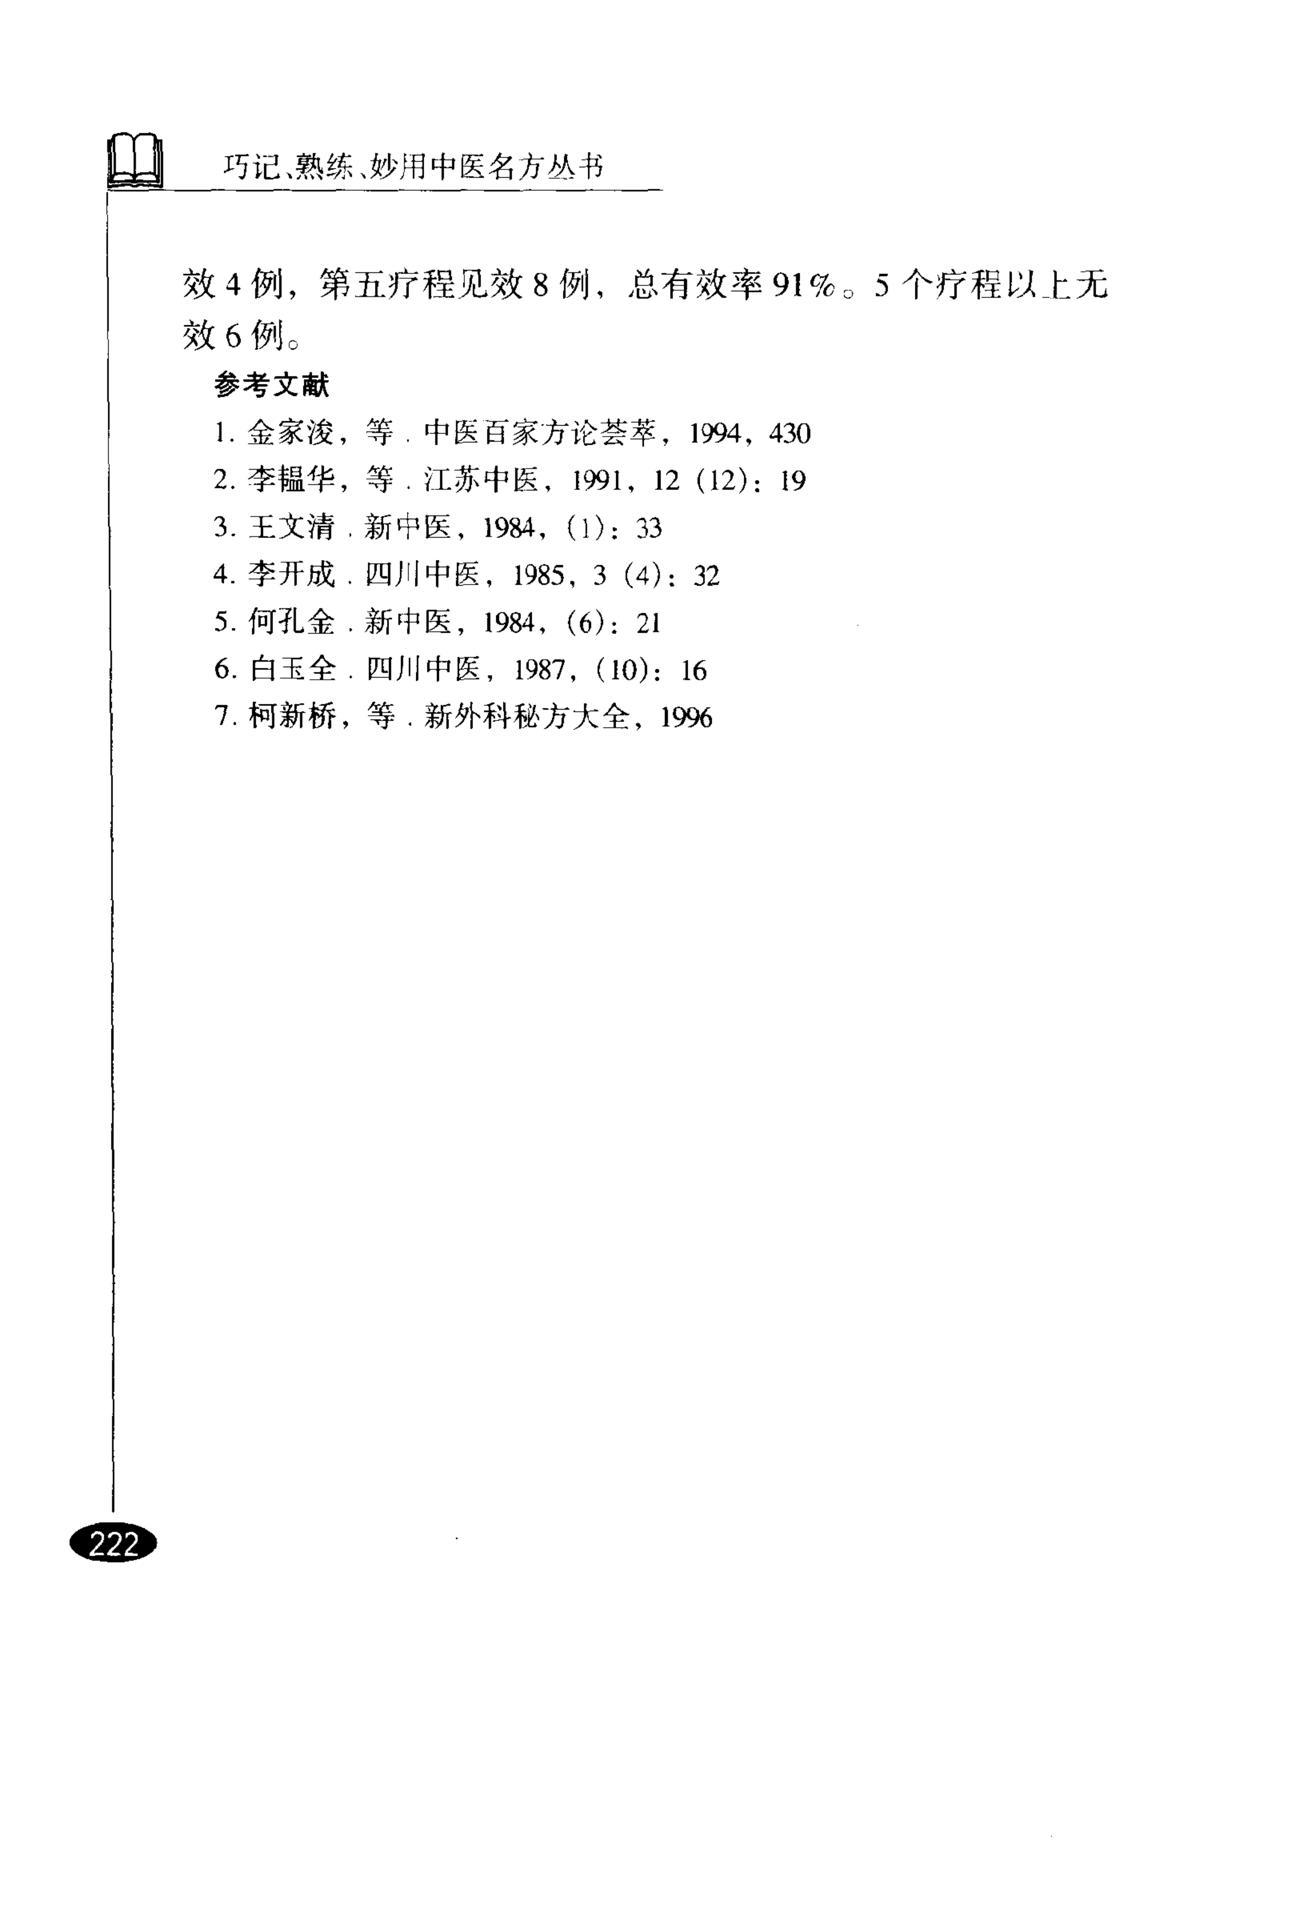 巧记、熟练、妙用中医名方丛书
效 4 例，第五疗程见效 8 例，总有效率 91%。5 个疗程以上无
效 6 例。
参考文献
1. 金家浚，等．中医百家方论荟萃，1994，430
2. 李韫华，等．江苏中医，1991，12（12）：19
3. 王文清．新中医，1984，（1）：33
4. 李开成．四川中医，1985，3（4）：32
5. 何孔金．新中医，1984，（6）：21
6. 白玉全．四川中医，1987，（10）：16
7. 柯新桥，等．新外科秘方大全，1996
222